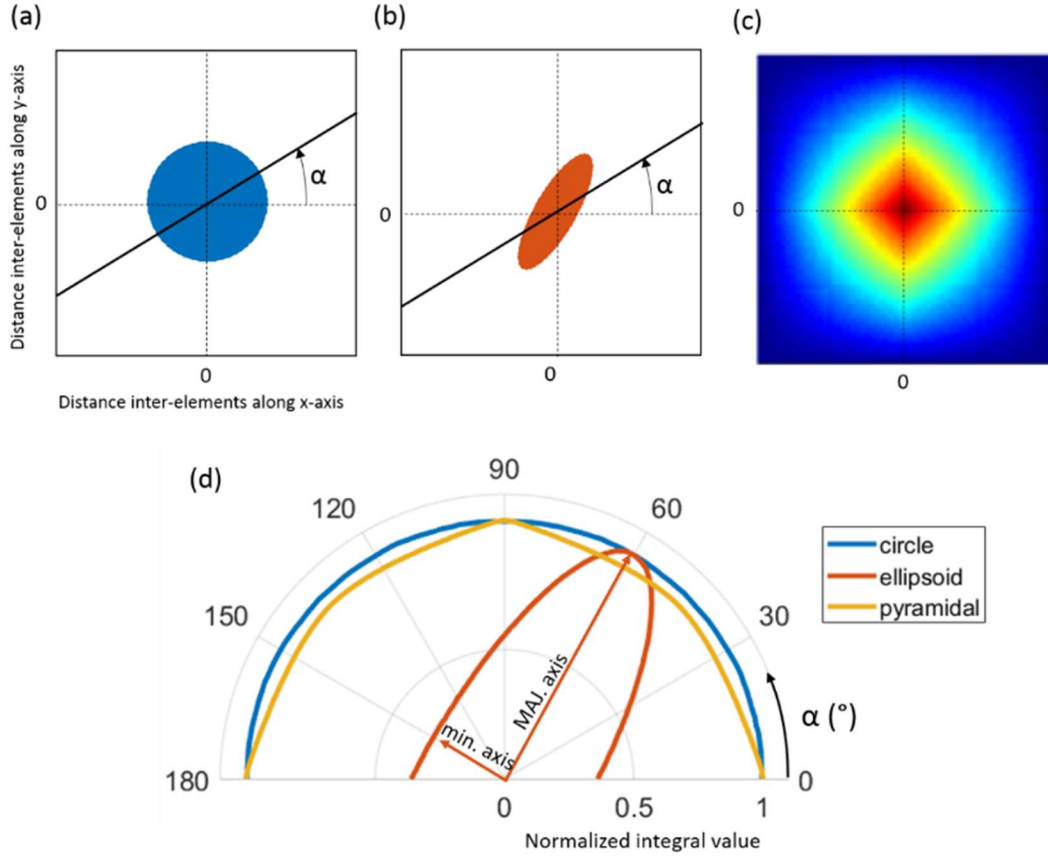 (a)
(b)
(c)
Distance inter-elements along y-axis
0
α
0
α
0
0
0
0
Distance inter-elements along x-axis
(d)
90
120
60
150
30
180
0
MAJ. axis
min. axis
α (°)
0
0.5
1
Normalized integral value
circle
ellipsoid
pyramidal